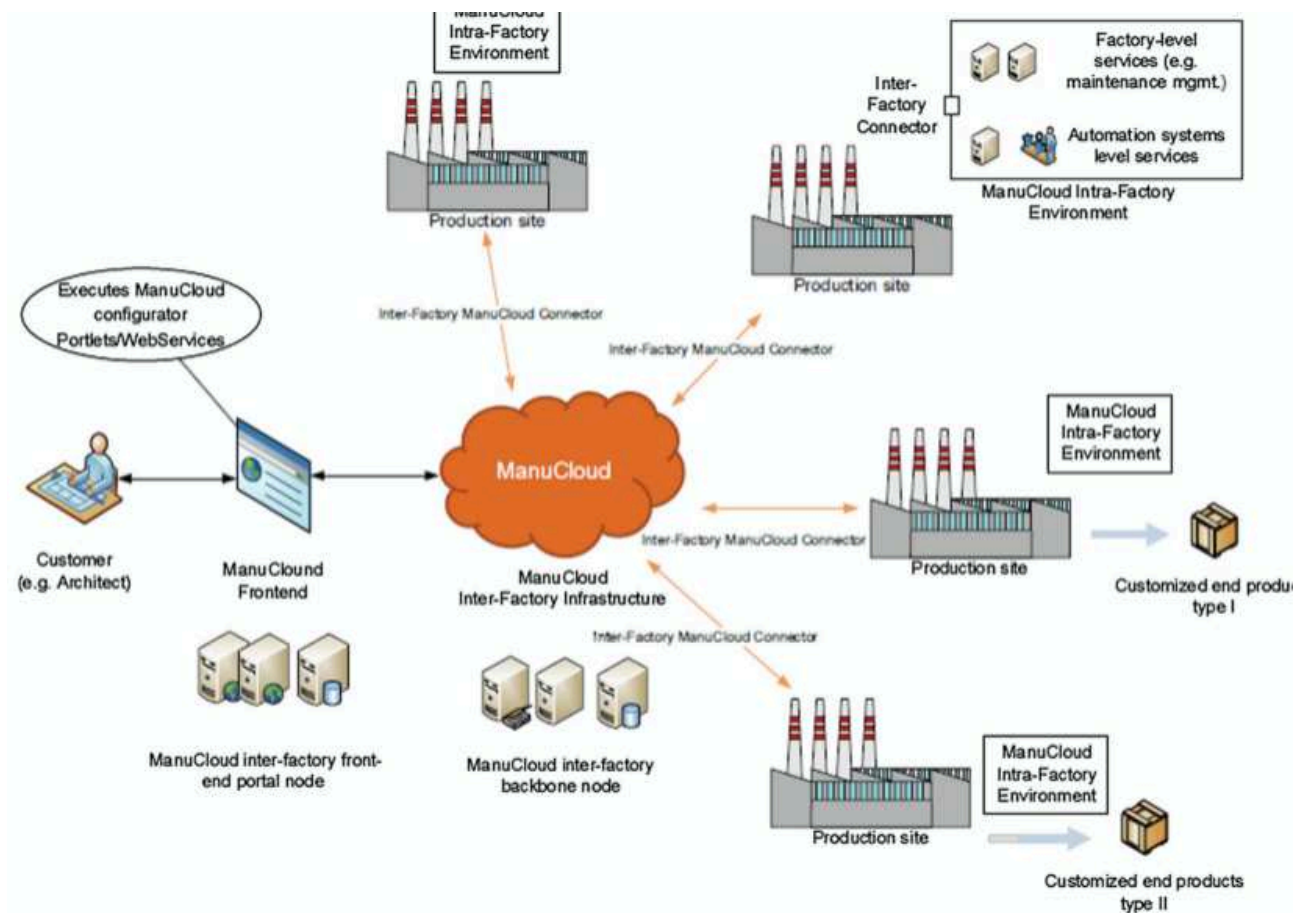 ManuCloud
Intra-Factory
Environment
Production site
Inter-Factory ManuCloud Connector
Factory-level
services (e.g.
maintenance mgmt.)
Automation systems
level services
Inter-
Factory
Connector
ManuCloud Intra-Factory
Environment
Production site
Inter-Factory ManuCloud Connector
Executes ManuCloud
configurator
Portlets/WebServices
Customer
(e.g. Architect)
ManuClound
Frontend
ManuCloud
ManuCloud
Inter-Factory Infrastructure
Inter-Factory ManuCloud Connector
ManuCloud
Intra-Factory
Environment
Production site
Customized end produc
type I
Inter-Factory ManuCloud Connector
ManuCloud inter-factory front-
end portal node
ManuCloud inter-factory
backbone node
ManuCloud
Intra-Factory
Environment
Production site
Customized end products
type II